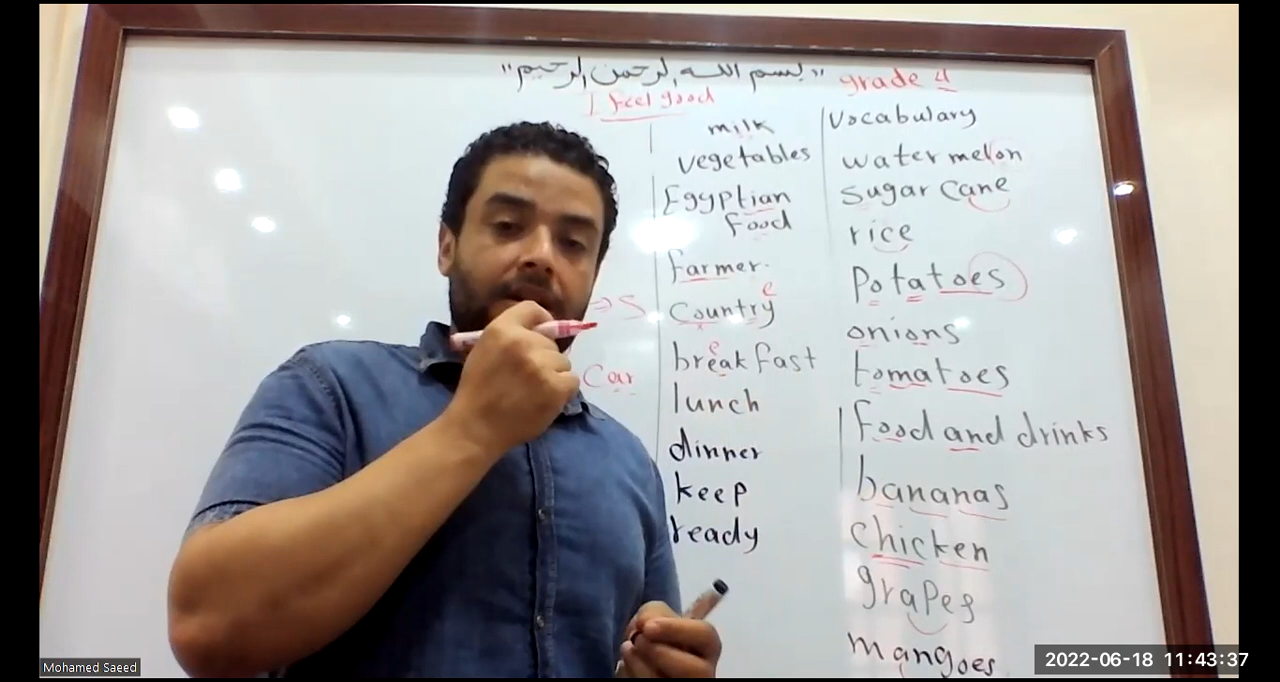 "بسم الله الرحمن الرحيم"
grade 4
I feel good
Vocabulary
water melon
Sugar Cane
rice
Potatoes
onions
tomatoes
Food and drinks
bananas
chicken
grapes
mangoes
milk
vegetables
Egyptian
food
farmer.
Country
e
breakfast
e
lunch
dinner
keep
ready
⇒ S
Car
Mohamed Saeed
2022-06-18 11:43:37